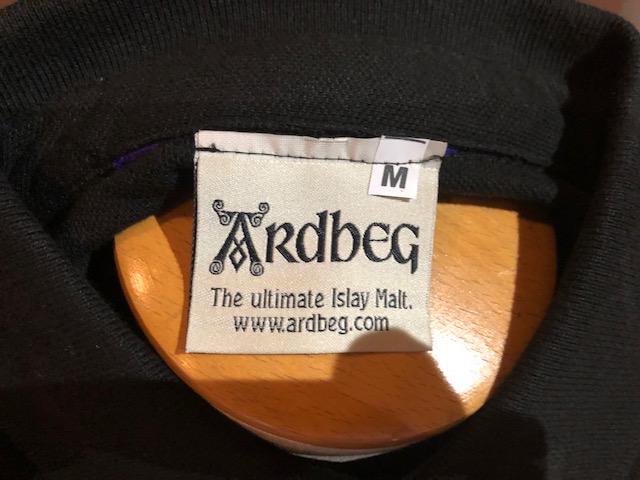 M
Ardbeg
The ultimate Islay Malt.
www.ardbeg.com